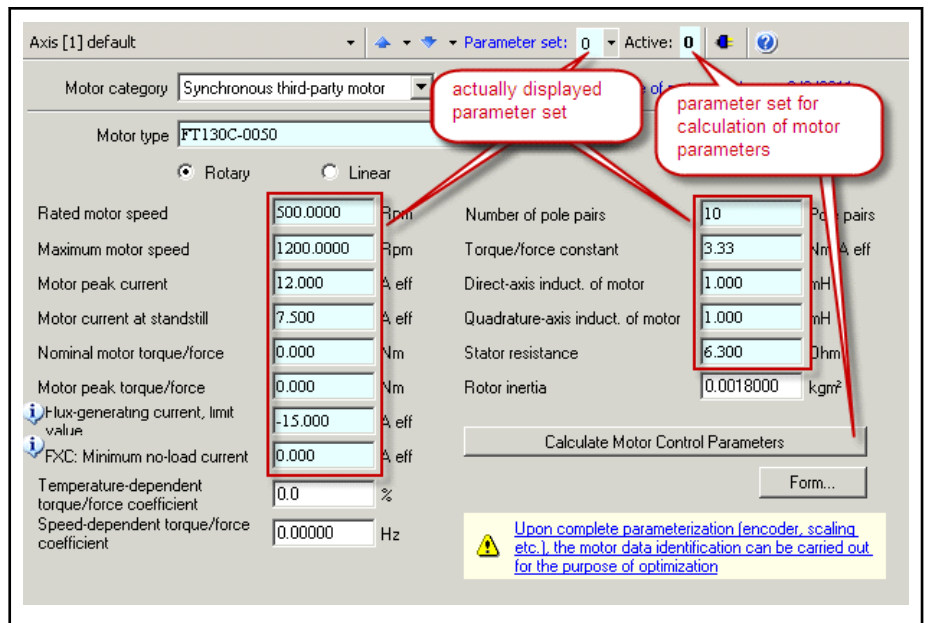 Axis [1] default Parameter set: 0 Active: 0
Motor category Synchronous third-party motor
actually displayed
parameter set
parameter set for
calculation of motor
parameters
Motor type FT130C-0050
Rotary Linear
Rated motor speed 500.0000 Rpm Number of pole pairs 10 Pole pairs
Maximum motor speed 1200.0000 Rpm Torque/force constant 3.33 Nm/A eff
Motor peak current 12.000 A eff Direct-axis induct. of motor 1.000 mH
Motor current at standstill 7.500 A eff Quadrature-axis induct. of motor 1.000 mH
Nominal motor torque/force 0.000 Nm Stator resistance 6.300 Ohm
Motor peak torque/force 0.000 Nm Rotor inertia 0.0018000 kgm²
Flux-generating current, limit
value -15.000 A eff
FXC: Minimum no-load current 0.000 A eff
Calculate Motor Control Parameters
Form...
Temperature-dependent
torque/force coefficient 0.0 %
Speed-dependent torque/force
coefficient 0.00000 Hz
Upon complete parameterization (encoder, scaling
etc.), the motor data identification can be carried out
for the purpose of optimization